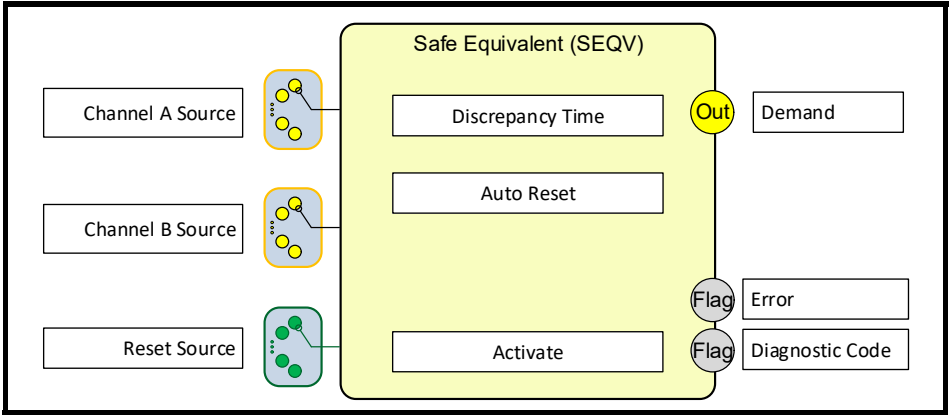 Safe Equivalent (SEQV)
Channel A Source
Discrepancy Time
Out
Demand
Auto Reset
Channel B Source
Flag
Error
Reset Source
Activate
Flag
Diagnostic Code